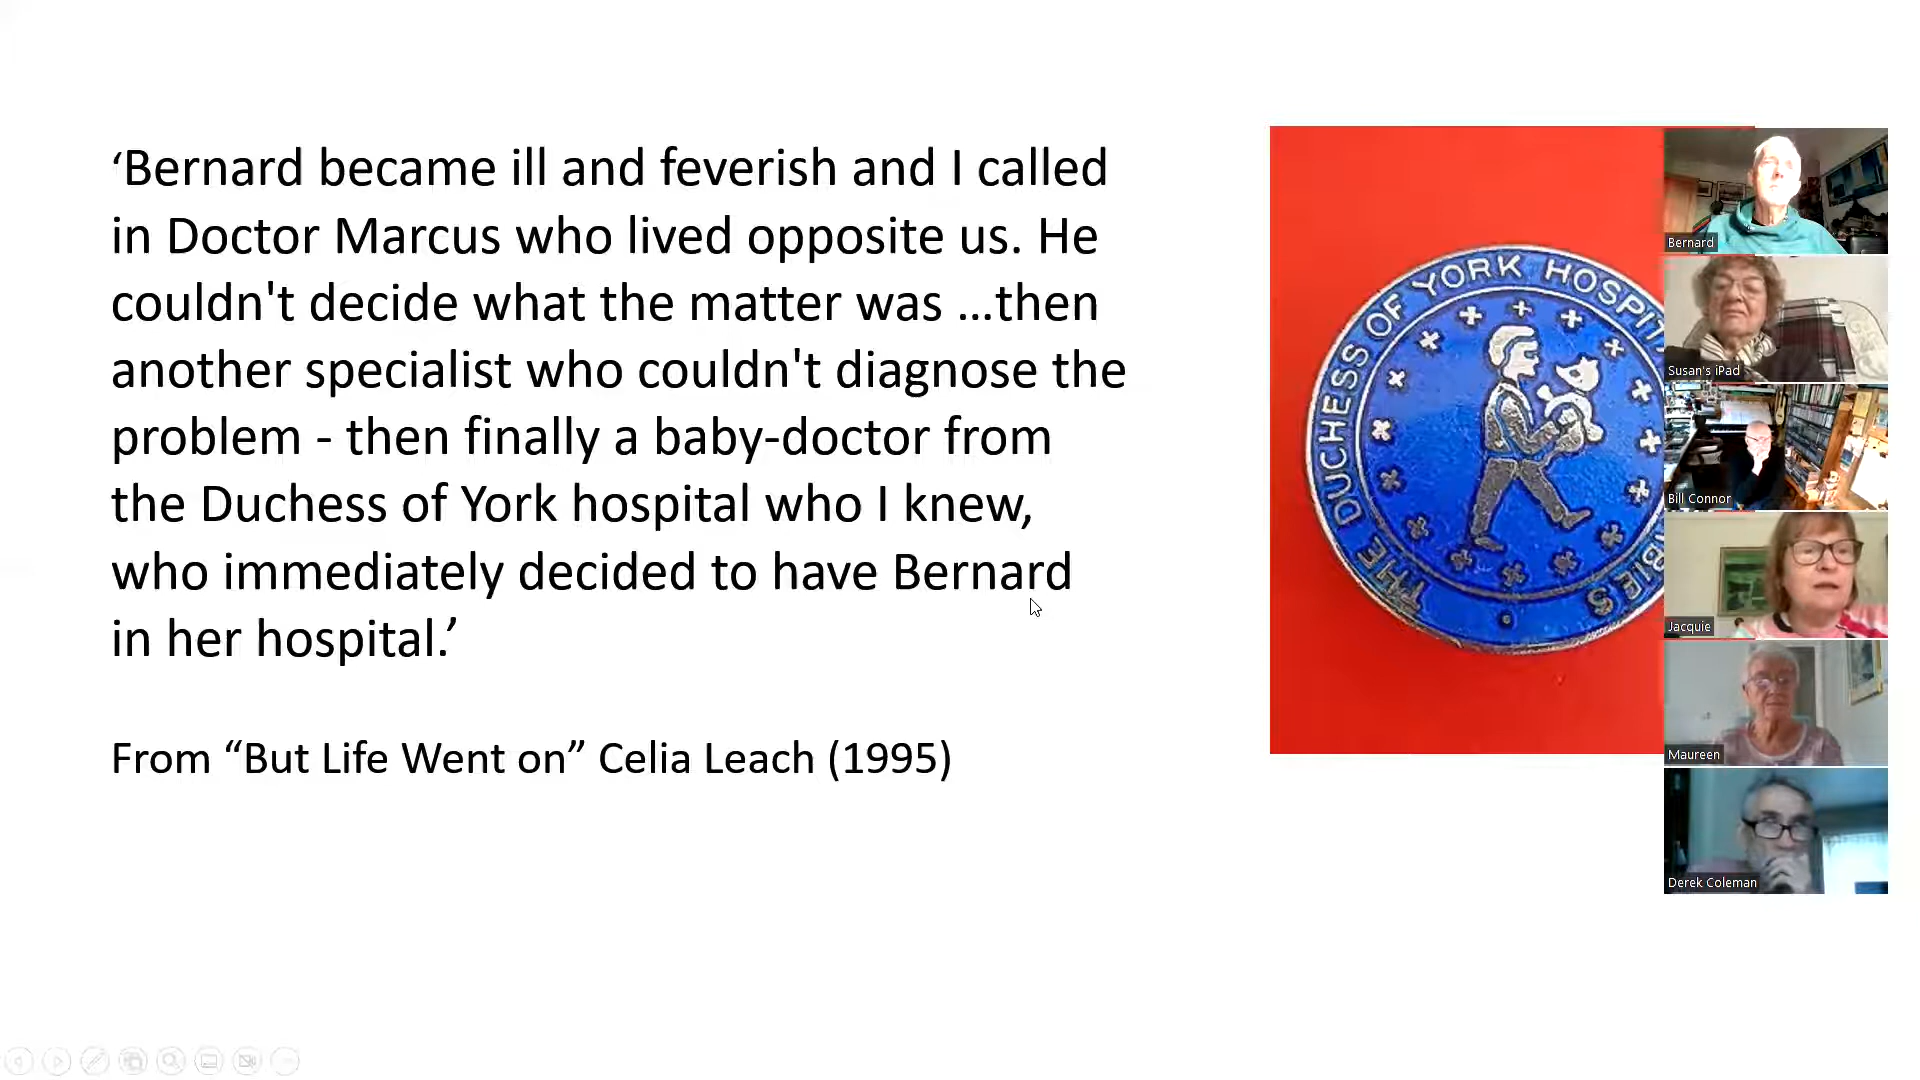 ‘Bernard became ill and feverish and I called
in Doctor Marcus who lived opposite us. He
couldn't decide what the matter was ...then
another specialist who couldn't diagnose the
problem - then finally a baby-doctor from
the Duchess of York hospital who I knew,
who immediately decided to have Bernard
in her hospital.’
From “But Life Went on” Celia Leach (1995)
THE DUCHESS OF YORK HOSPIT
BIES
Bernard
Susan's iPad
Bill Connor
Jacquie
Maureen
Derek Coleman